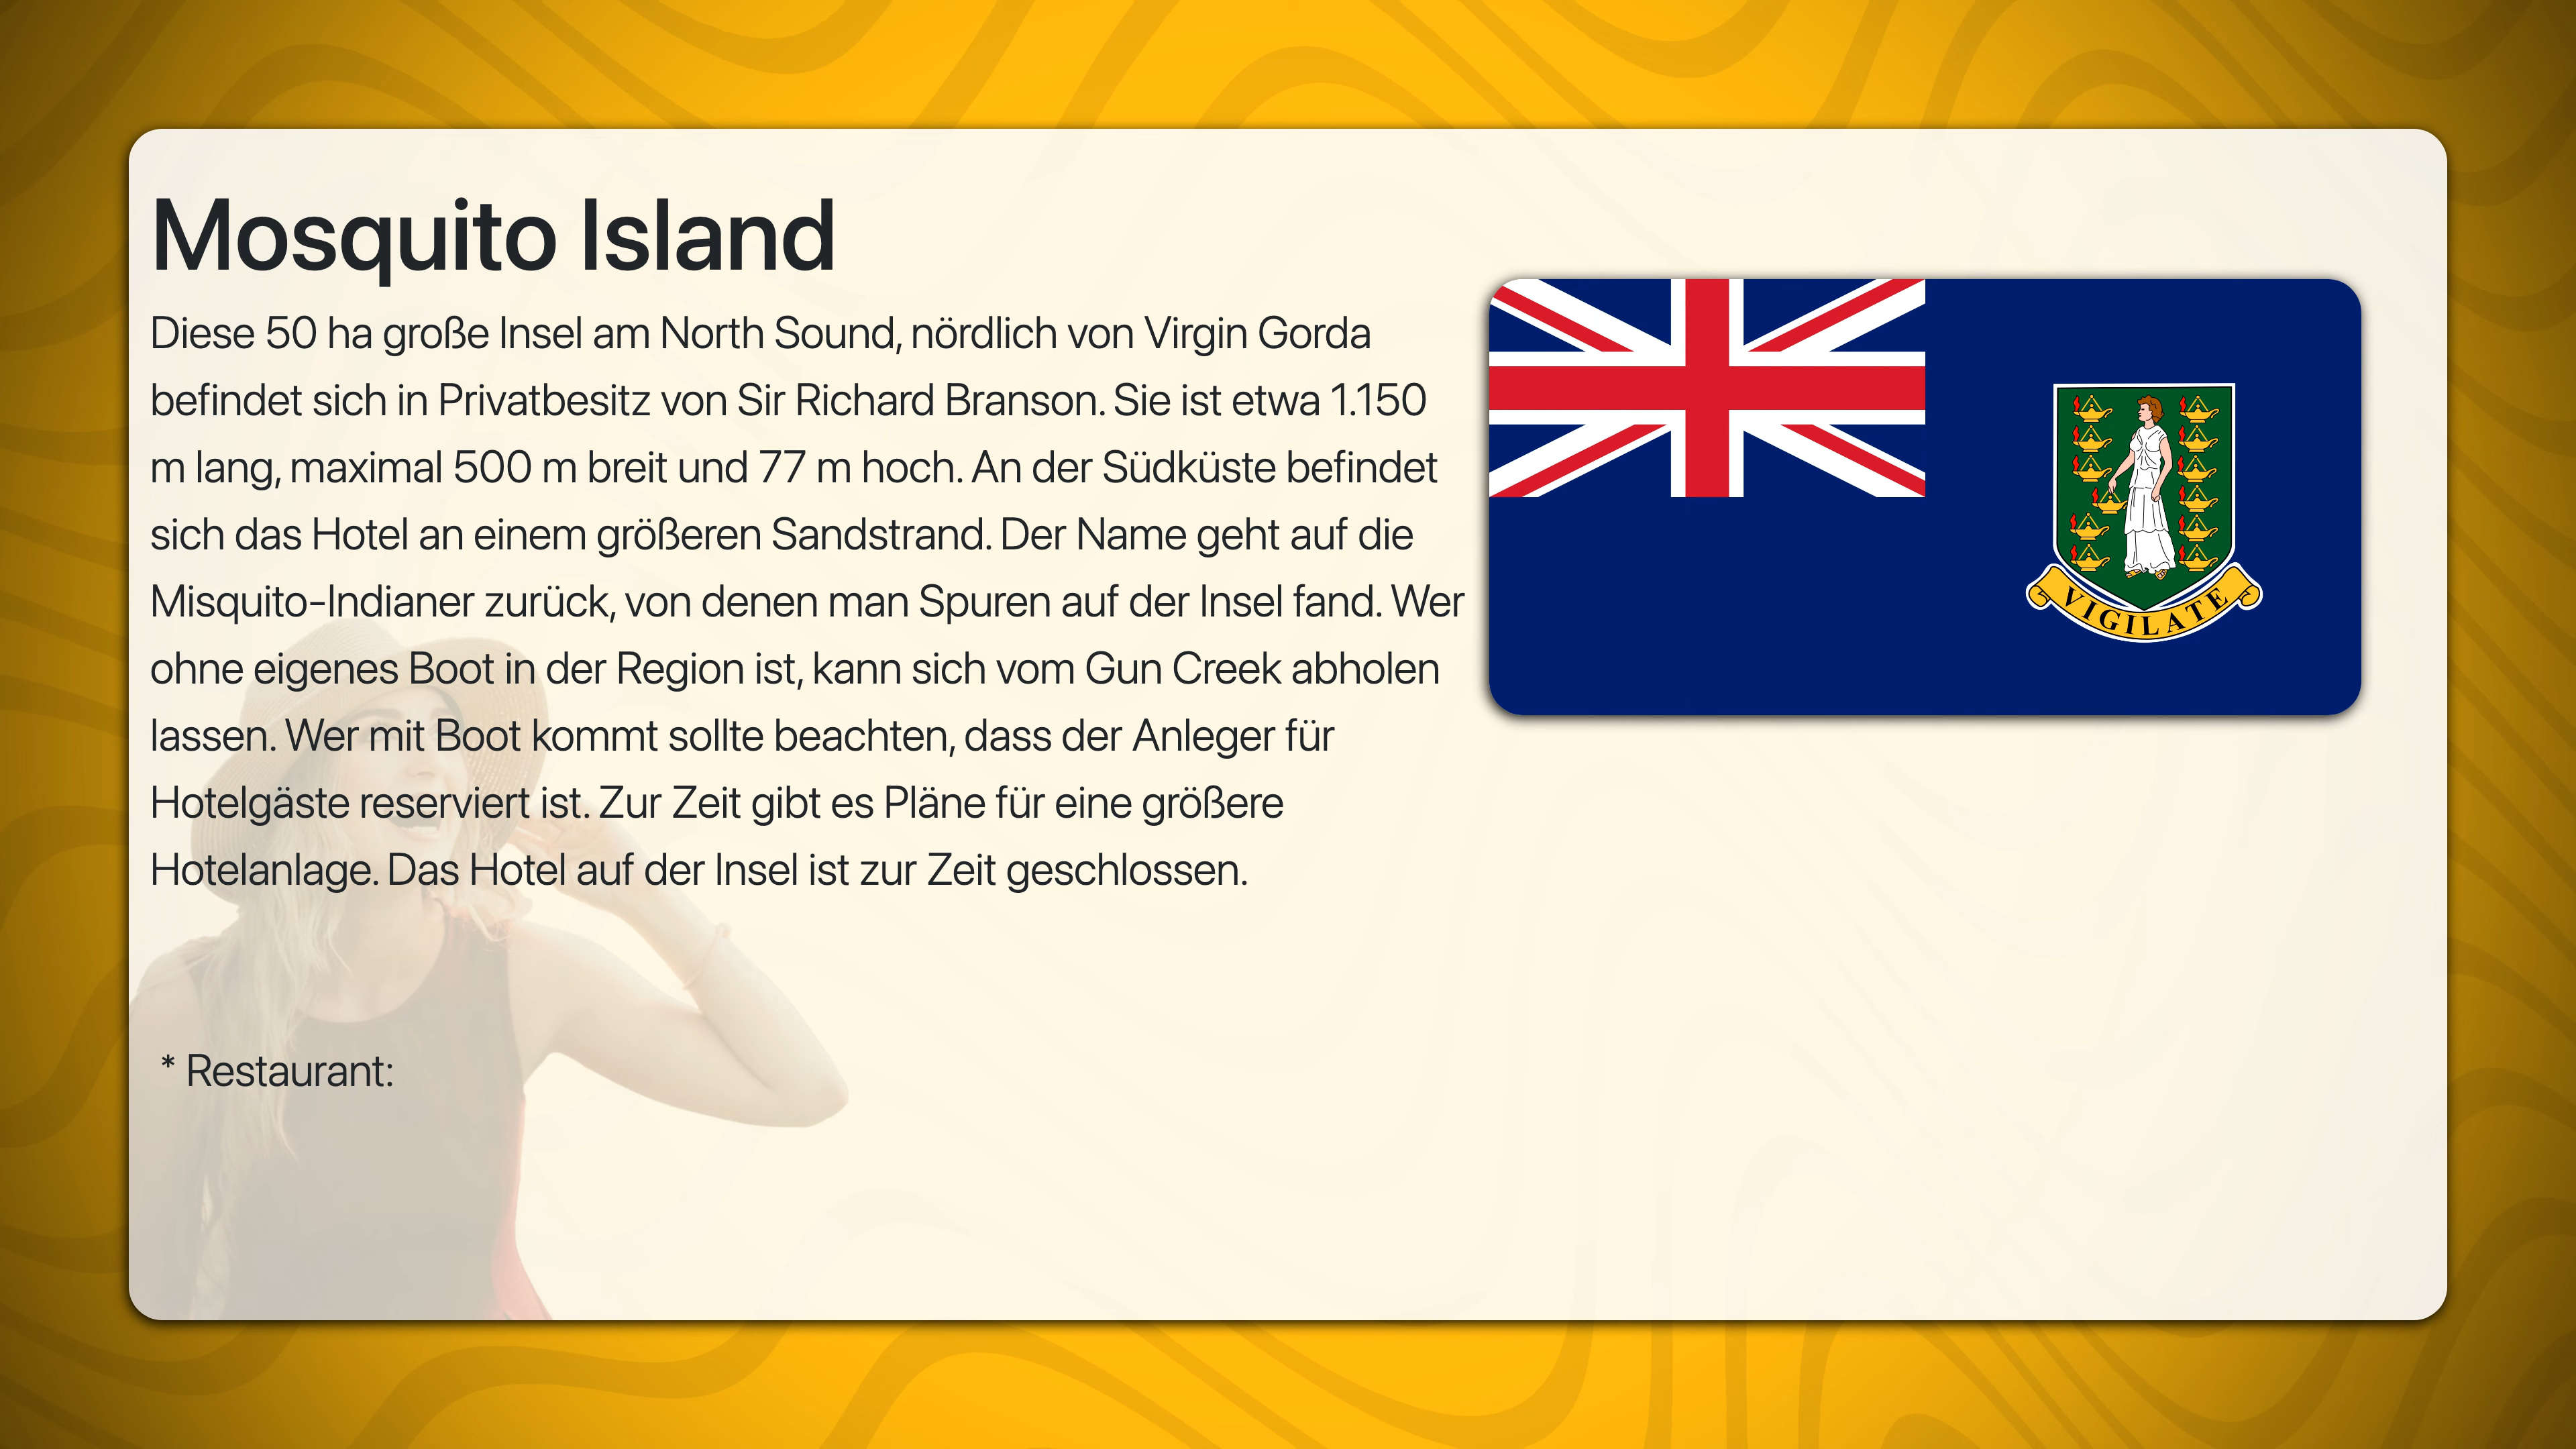 Mosquito Island
Diese 50 ha große Insel am North Sound, nördlich von Virgin Gorda
befindet sich in Privatbesitz von Sir Richard Branson. Sie ist etwa 1.150
m lang, maximal 500 m breit und 77 m hoch. An der Südküste befindet
sich das Hotel an einem größeren Sandstrand. Der Name geht auf die
Misquito-Indianer zurück, von denen man Spuren auf der Insel fand. Wer
ohne eigenes Boot in der Region ist, kann sich vom Gun Creek abholen
lassen. Wer mit Boot kommt sollte beachten, dass der Anleger für
Hotelgäste reserviert ist. Zur Zeit gibt es Pläne für eine größere
Hotelanlage. Das Hotel auf der Insel ist zur Zeit geschlossen.
* Restaurant:
VIGILATE